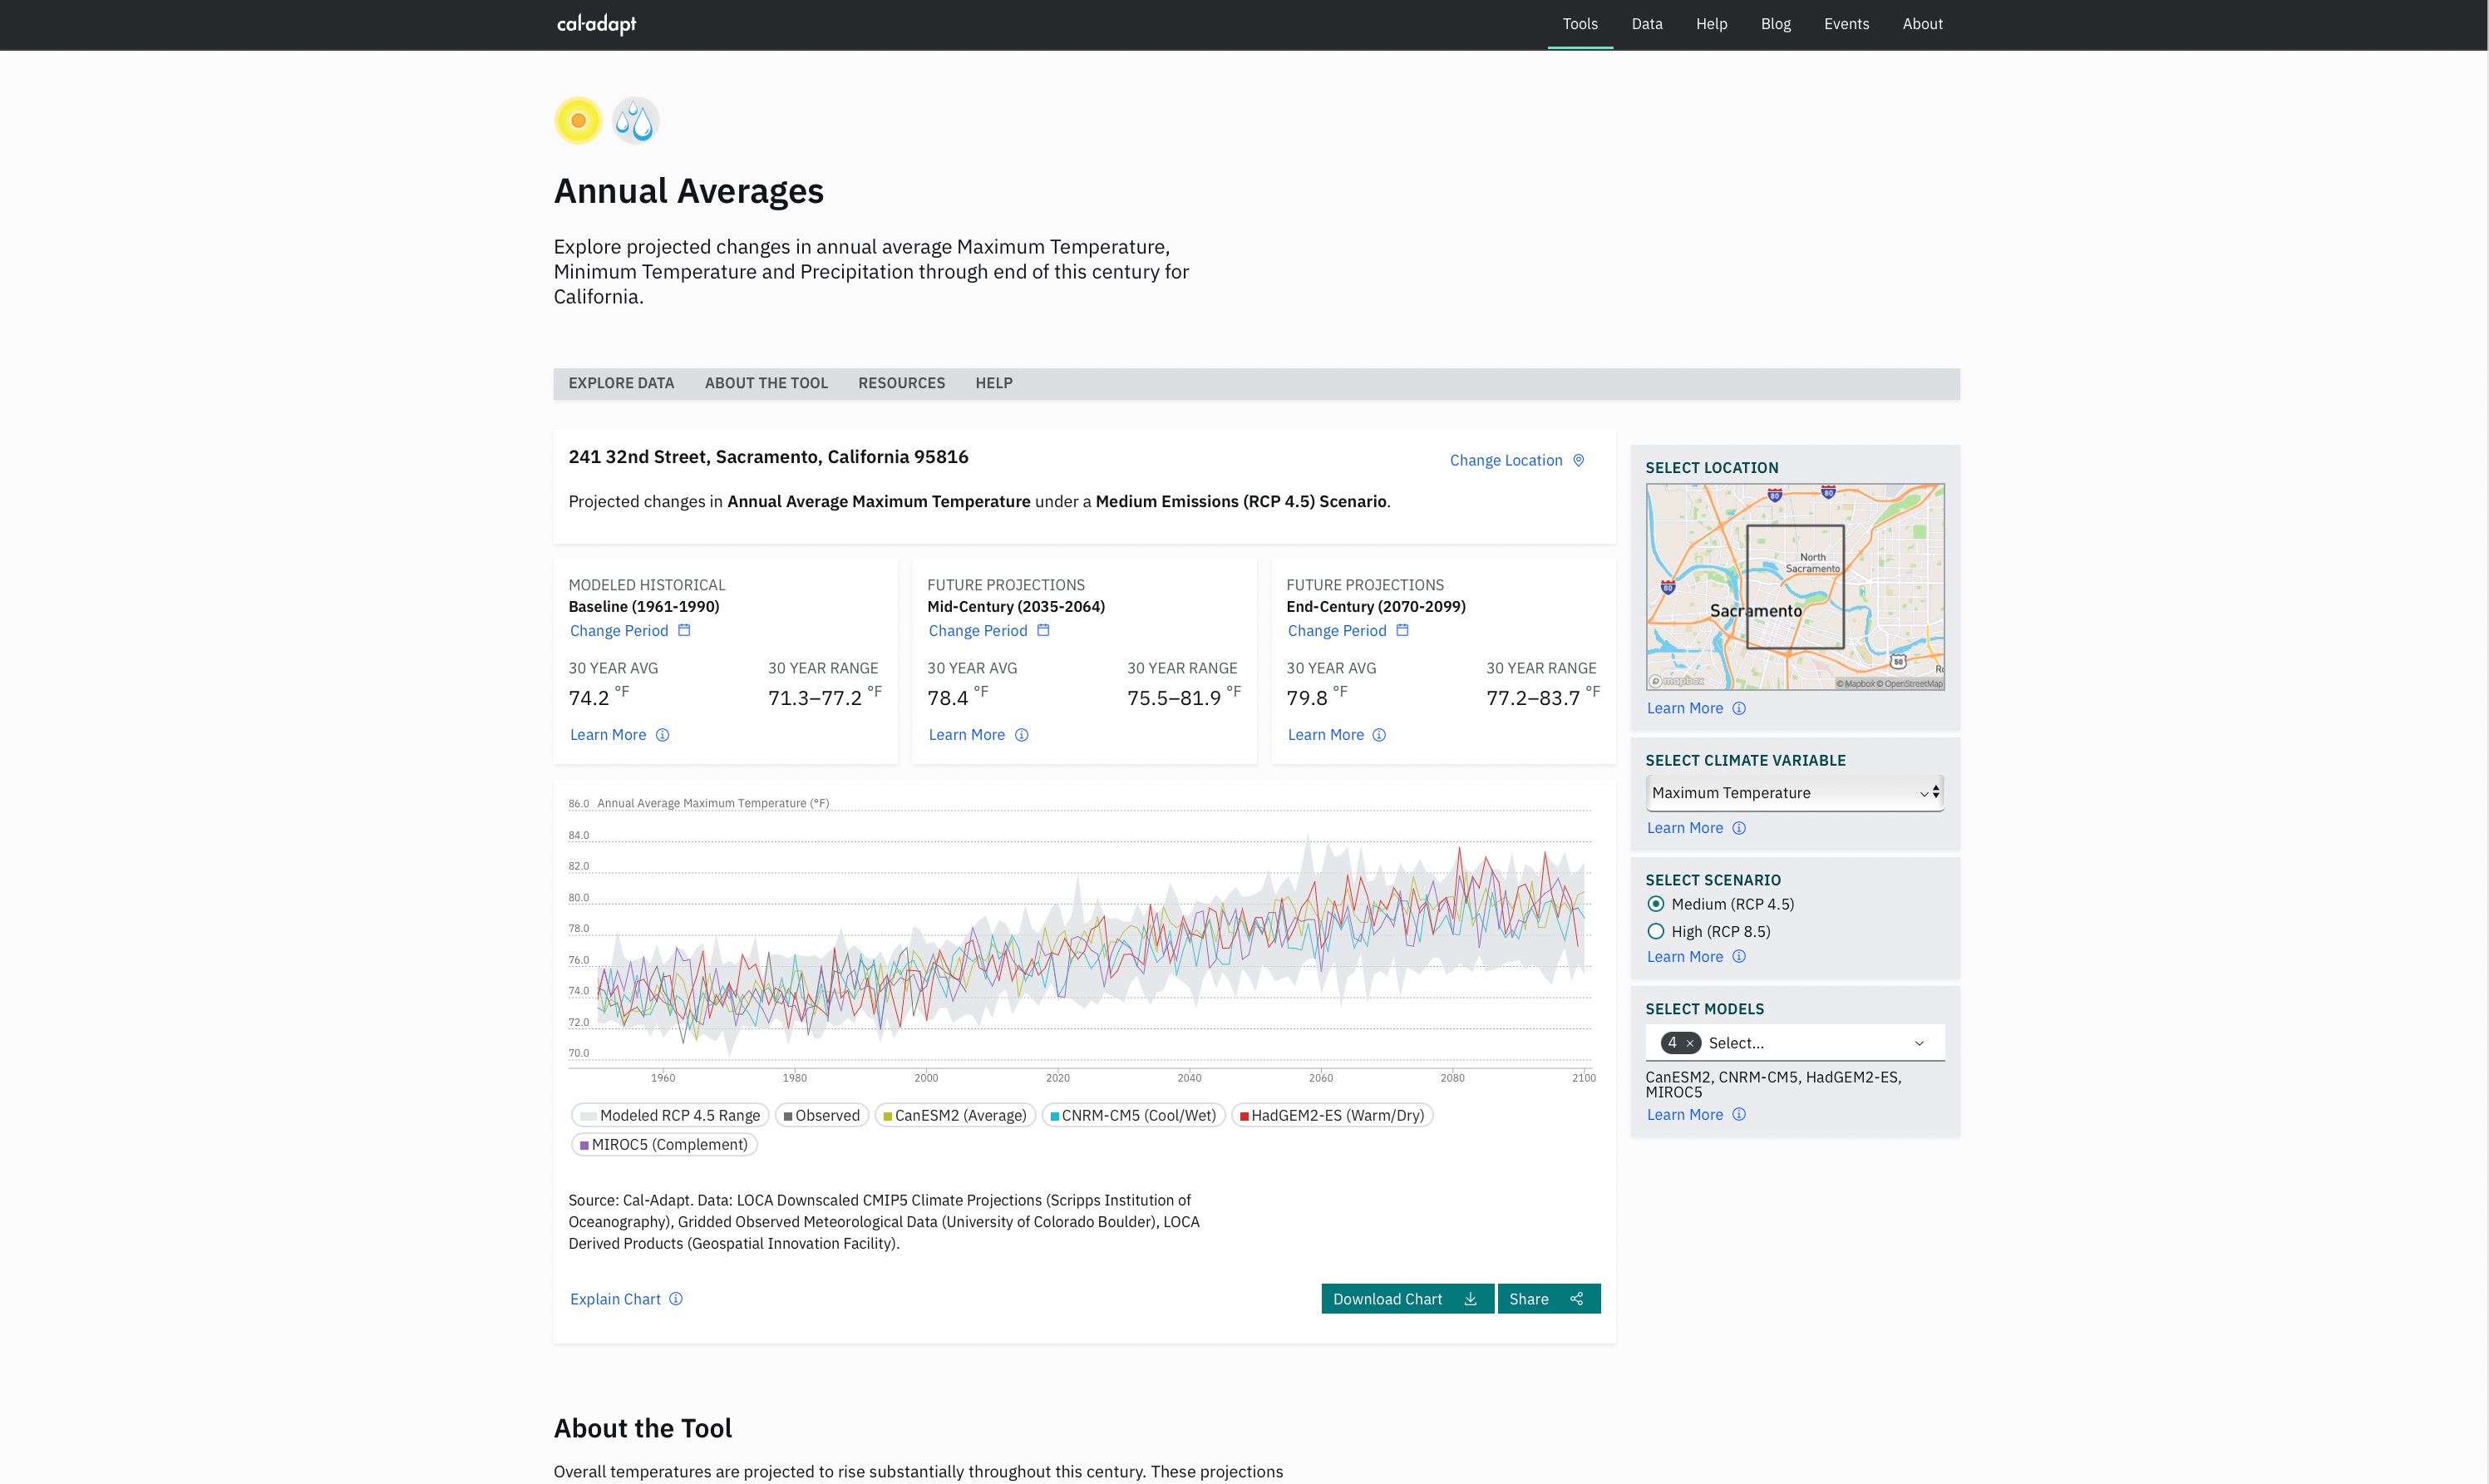 cal-adapt
Tools Data Help Blog Events About
Annual Averages
Explore projected changes in annual average Maximum Temperature,
Minimum Temperature and Precipitation through end of this century for
California.
EXPLORE DATA ABOUT THE TOOL RESOURCES HELP
241 32nd Street, Sacramento, California 95816
Change Location
Projected changes in Annual Average Maximum Temperature under a Medium Emissions (RCP 4.5) Scenario.
MODELED HISTORICAL
Baseline (1961-1990)
Change Period
30 YEAR AVG 30 YEAR RANGE
74.2 °F 71.3–77.2 °F
Learn More
FUTURE PROJECTIONS
Mid-Century (2035-2064)
Change Period
30 YEAR AVG 30 YEAR RANGE
78.4 °F 75.5–81.9 °F
Learn More
FUTURE PROJECTIONS
End-Century (2070-2099)
Change Period
30 YEAR AVG 30 YEAR RANGE
79.8 °F 77.2–83.7 °F
Learn More
86.0 Annual Average Maximum Temperature (°F)
84.0
82.0
80.0
78.0
76.0
74.0
72.0
70.0
1960 1980 2000 2020 2040 2060 2080 2100
Modeled RCP 4.5 Range Observed CanESM2 (Average) CNRM-CM5 (Cool/Wet) HadGEM2-ES (Warm/Dry)
MIROC5 (Complement)
Source: Cal-Adapt. Data: LOCA Downscaled CMIP5 Climate Projections (Scripps Institution of
Oceanography), Gridded Observed Meteorological Data (University of Colorado Boulder), LOCA
Derived Products (Geospatial Innovation Facility).
Explain Chart
Download Chart Share
SELECT LOCATION
80 80
North
Sacramento
80
Sacramento
50
mapbox © Mapbox © OpenStreetMap
Learn More
SELECT CLIMATE VARIABLE
Maximum Temperature
Learn More
SELECT SCENARIO
Medium (RCP 4.5)
High (RCP 8.5)
Learn More
SELECT MODELS
4 × Select...
CanESM2, CNRM-CM5, HadGEM2-ES,
MIROC5
Learn More
About the Tool
Overall temperatures are projected to rise substantially throughout this century. These projections